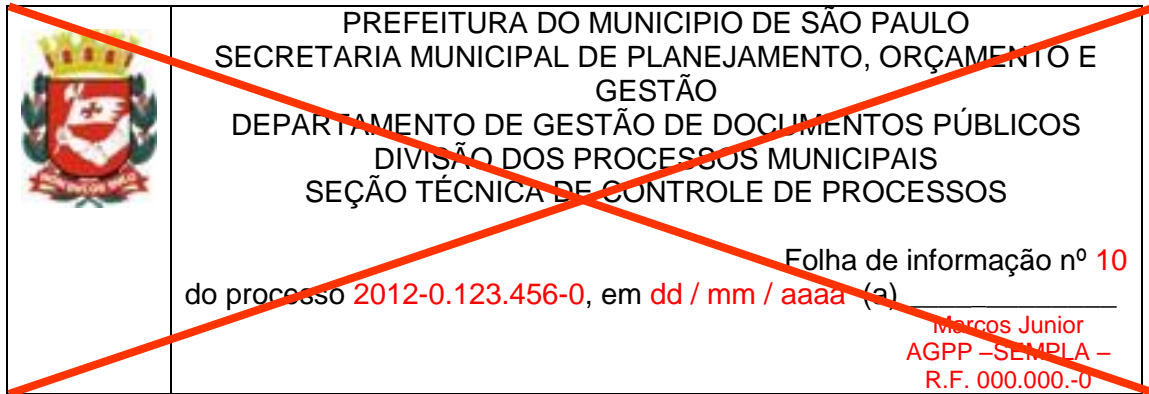 PREFEITURA DO MUNICIPIO DE SÃO PAULO
SECRETARIA MUNICIPAL DE PLANEJAMENTO, ORÇAMENTO E
GESTÃO
DEPARTAMENTO DE GESTÃO DE DOCUMENTOS PÚBLICOS
DIVISÃO DOS PROCESSOS MUNICIPAIS
SEÇÃO TÉCNICA DE CONTROLE DE PROCESSOS
Folha de informação nº 10
do processo 2012-0.123.456-0, em dd / mm / aaaa (a)______________
Marcos Junior
AGPP –SEMPLA –
R.F. 000.000.-0